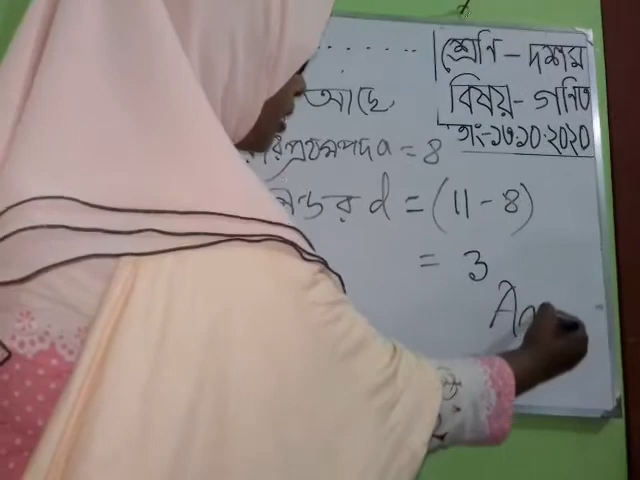 শ্রেণি - দশম
বিষয়- গণিত
তাং-১৩.১০.২০২০
.......
আছে
প্রথমপদ a = 8
d = (11 - 8)
= 3
An